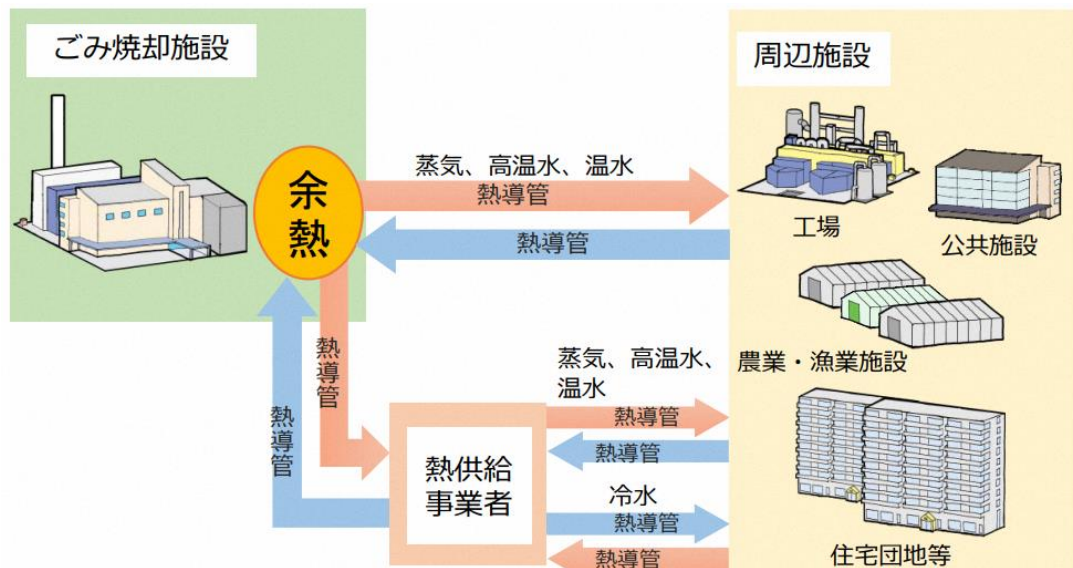 ごみ焼却施設
周辺施設
余
熱
蒸気、高温水、温水
熱導管
熱導管
工場
公共施設
農業・漁業施設
熱導管
熱導管
蒸気、高温水、
温水
熱導管
熱導管
熱供給
事業者
冷水
熱導管
熱導管
住宅団地等